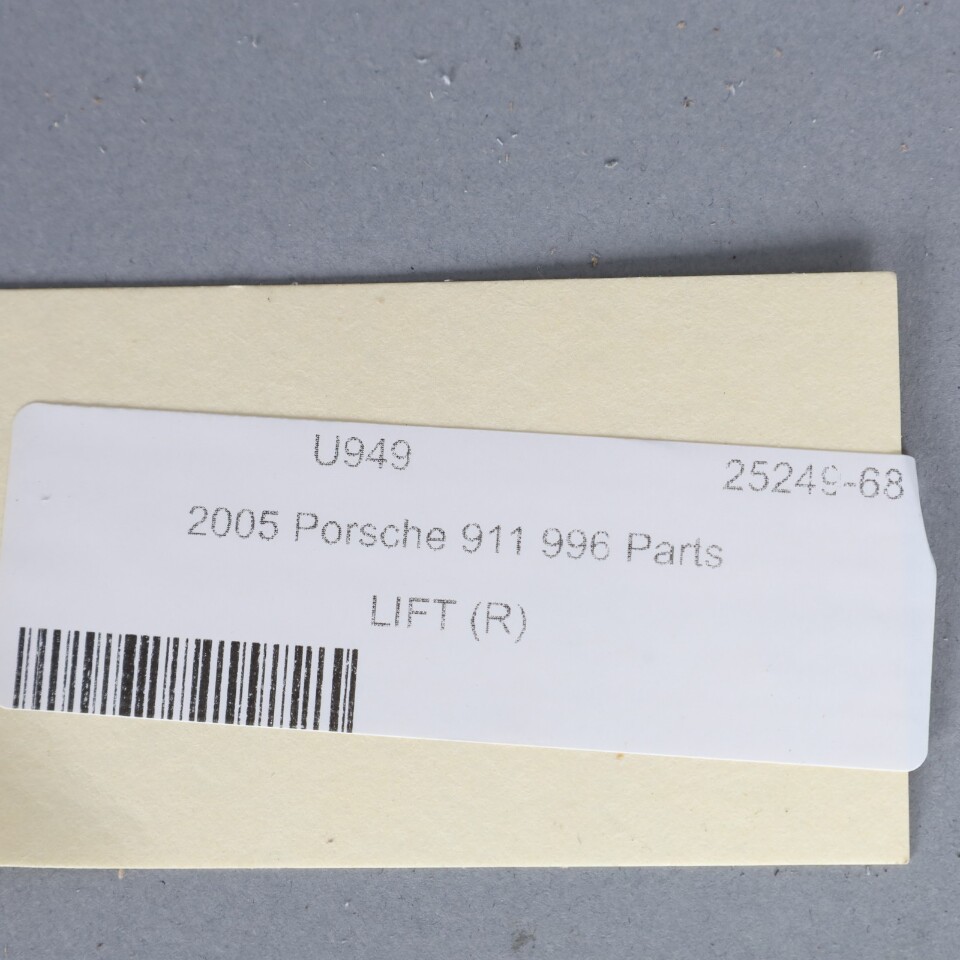 U949
25249-68
2005 Porsche 911 996 Parts
LIFT (R)